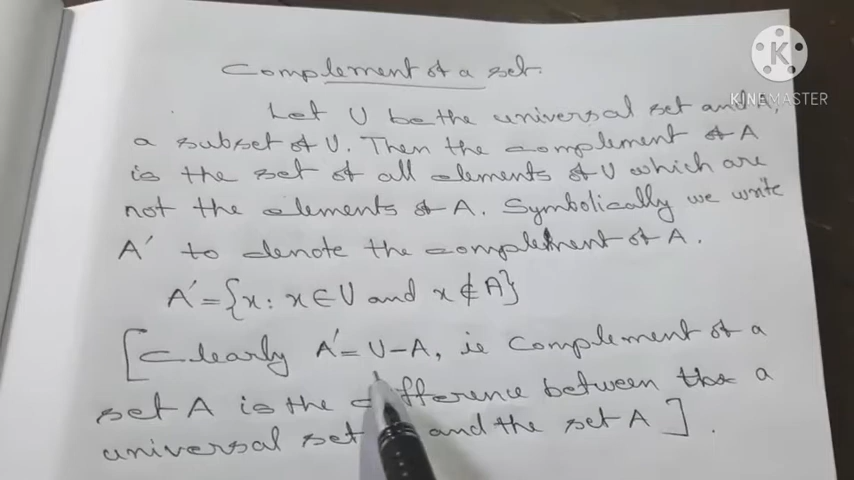 Complement of a set.
Let U be the universal set and A,
a subset of U. Then the complement of A
is the set of all elements of U which are
not the elements of A. Symbolically we write
A' to denote the complement of A.
A' = {x : x ∈ U and x ∉ A}
[Clearly A' = U - A, ie complement of a
set A is the difference between the a
universal set and the set A].
K
KINEMASTER